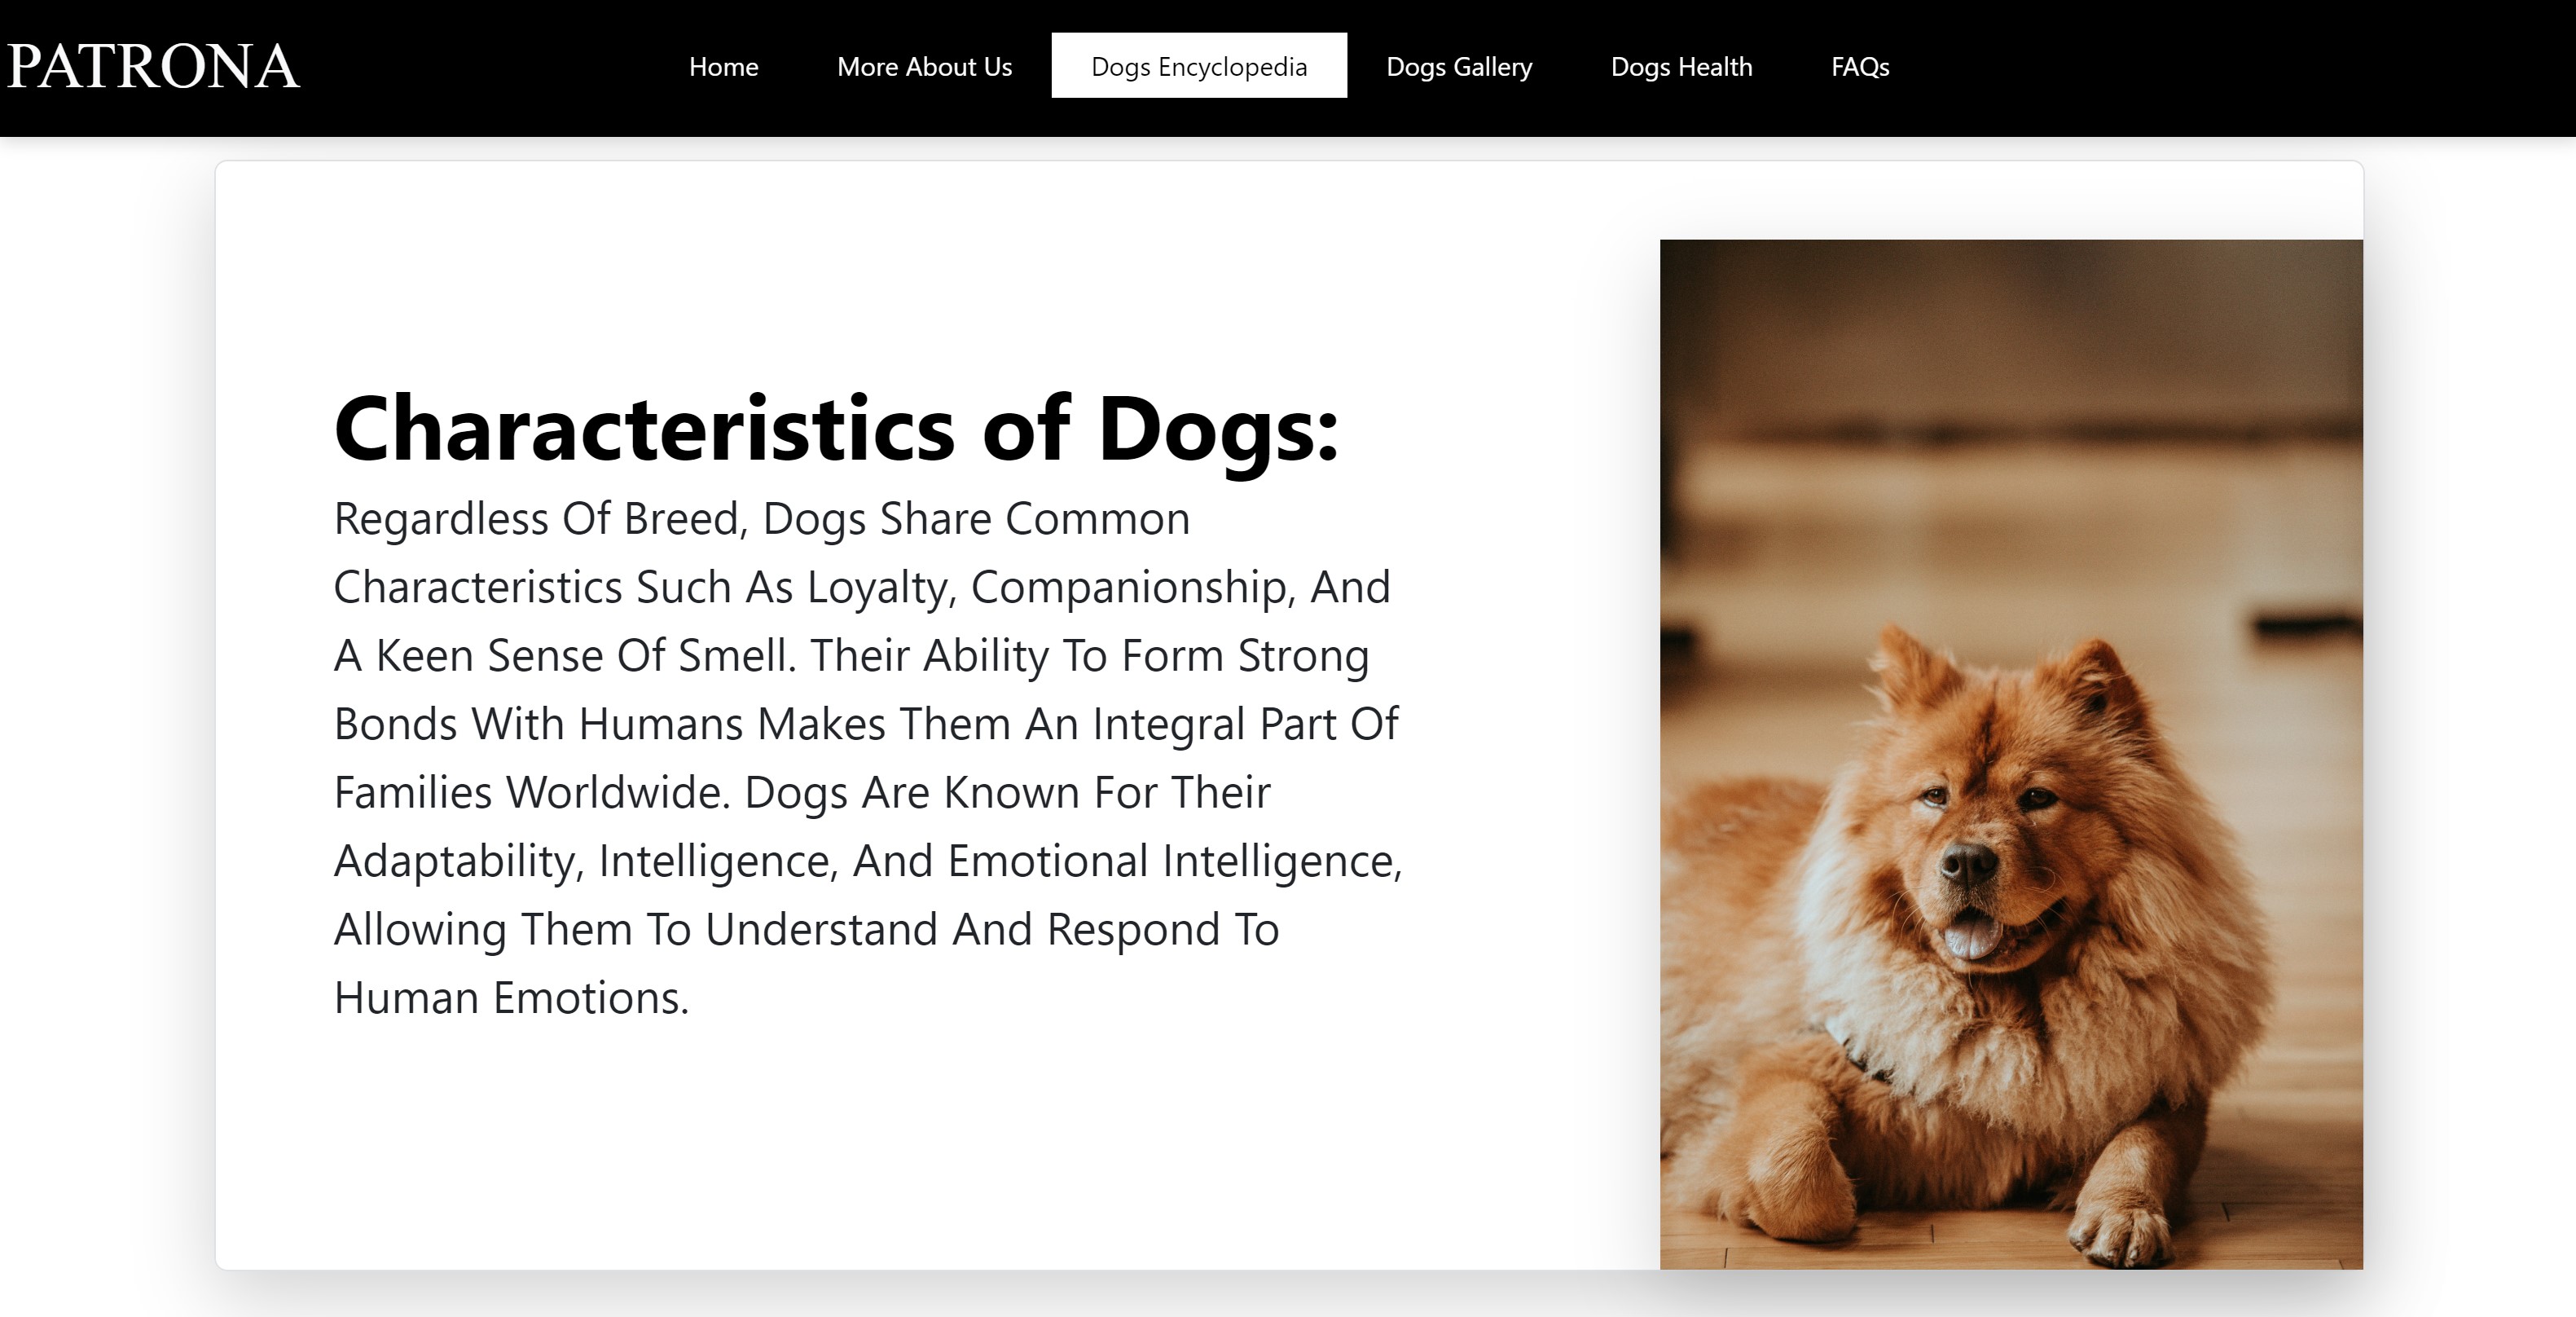 PATRONA
Home
More About Us
Dogs Encyclopedia
Dogs Gallery
Dogs Health
FAQs
Characteristics of Dogs:
Regardless Of Breed, Dogs Share Common
Characteristics Such As Loyalty, Companionship, And
A Keen Sense Of Smell. Their Ability To Form Strong
Bonds With Humans Makes Them An Integral Part Of
Families Worldwide. Dogs Are Known For Their
Adaptability, Intelligence, And Emotional Intelligence,
Allowing Them To Understand And Respond To
Human Emotions.